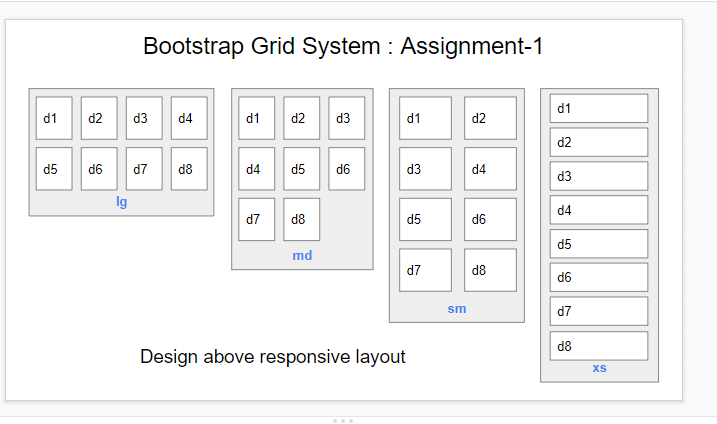 Bootstrap Grid System : Assignment-1
d1 d2 d3 d4
d5 d6 d7 d8
lg
d1 d2 d3
d4 d5 d6
d7 d8
md
d1 d2
d3 d4
d5 d6
d7 d8
sm
d1
d2
d3
d4
d5
d6
d7
d8
xs
Design above responsive layout